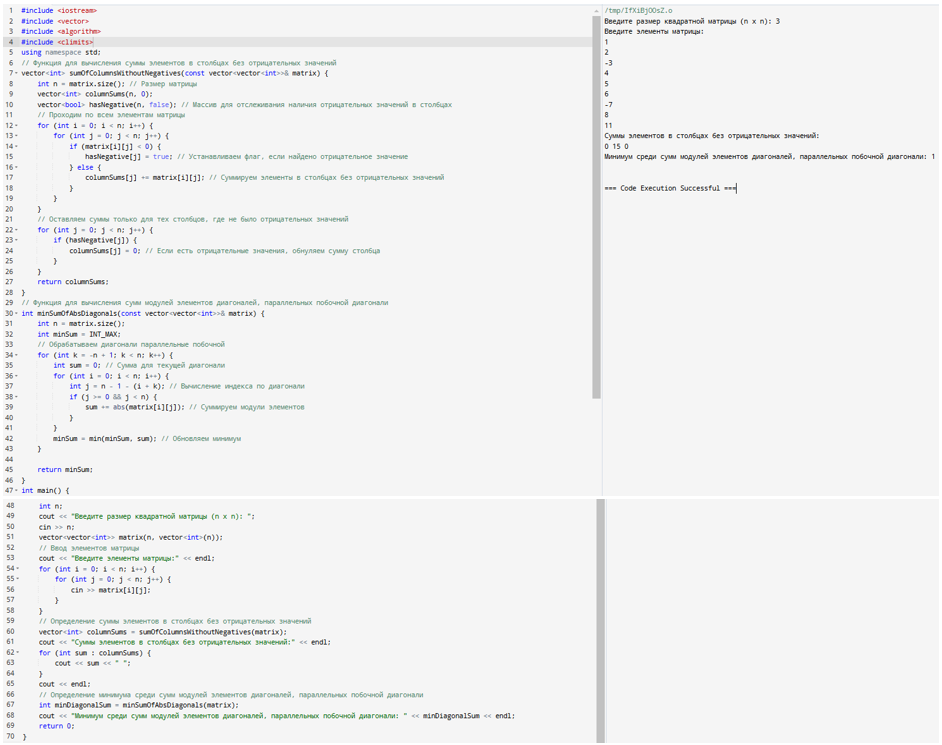 1 #include <iostream>
2 #include <vector>
3 #include <algorithm>
4 #include <climits>
5 using namespace std;
6 // Функция для вычисления суммы элементов в столбцах без отрицательных значений
7 vector<int> sumOfColumnsWithoutNegatives(const vector<vector<int>>& matrix) {
8 int n = matrix.size(); // Размер матрицы
9 vector<int> columnSums(n, 0);
10 vector<bool> hasNegative(n, false); // Массив для отслеживания наличия отрицательных значений в столбцах
11 // Проходим по всем элементам матрицы
12 for (int i = 0; i < n; i++) {
13 for (int j = 0; j < n; j++) {
14 if (matrix[i][j] < 0) {
15 hasNegative[j] = true; // Устанавливаем флаг, если найдено отрицательное значение
16 } else {
17 columnSums[j] += matrix[i][j]; // Суммируем элементы в столбцах без отрицательных значений
18 }
19 }
20 }
21 // Оставляем суммы только для тех столбцов, где не было отрицательных значений
22 for (int j = 0; j < n; j++) {
23 if (hasNegative[j]) {
24 columnSums[j] = 0; // Если есть отрицательные значения, обнуляем сумму столбца
25 }
26 }
27 return columnSums;
28 }
29 // Функция для вычисления сумм модулей элементов диагоналей, параллельных побочной диагонали
30 int minSumOfAbsDiagonals(const vector<vector<int>>& matrix) {
31 int n = matrix.size();
32 int minSum = INT_MAX;
33 // Обрабатываем диагонали параллельные побочной
34 for (int k = -n + 1; k < n; k++) {
35 int sum = 0; // Сумма для текущей диагонали
36 for (int i = 0; i < n; i++) {
37 int j = n - 1 - (i + k); // Вычисление индекса по диагонали
38 if (j >= 0 && j < n) {
39 sum += abs(matrix[i][j]); // Суммируем модули элементов
40 }
41 }
42 minSum = min(minSum, sum); // Обновляем минимум
43 }
44
45 return minSum;
46 }
47 int main() {
48 int n;
49 cout << "Введите размер квадратной матрицы (n x n): ";
50 cin >> n;
51 vector<vector<int>> matrix(n, vector<int>(n));
52 // Ввод элементов матрицы
53 cout << "Введите элементы матрицы:" << endl;
54 for (int i = 0; i < n; i++) {
55 for (int j = 0; j < n; j++) {
56 cin >> matrix[i][j];
57 }
58 }
59 // Определение суммы элементов в столбцах без отрицательных значений
60 vector<int> columnSums = sumOfColumnsWithoutNegatives(matrix);
61 cout << "Суммы элементов в столбцах без отрицательных значений:" << endl;
62 for (int sum : columnSums) {
63 cout << sum << " ";
64 }
65 cout << endl;
66 // Определение минимума среди сумм модулей элементов диагоналей, параллельных побочной диагонали
67 int minDiagonalSum = minSumOfAbsDiagonals(matrix);
68 cout << "Минимум среди сумм модулей элементов диагоналей, параллельных побочной диагонали: " << minDiagonalSum << endl;
69 return 0;
70 }
/tmp/IfXiBjOOsZ.o
Введите размер квадратной матрицы (n x n): 3
Введите элементы матрицы:
1
2
-3
4
5
6
-7
8
11
Суммы элементов в столбцах без отрицательных значений:
0 15 0
Минимум среди сумм модулей элементов диагоналей, параллельных побочной диагонали: 1
=== Code Execution Successful ===